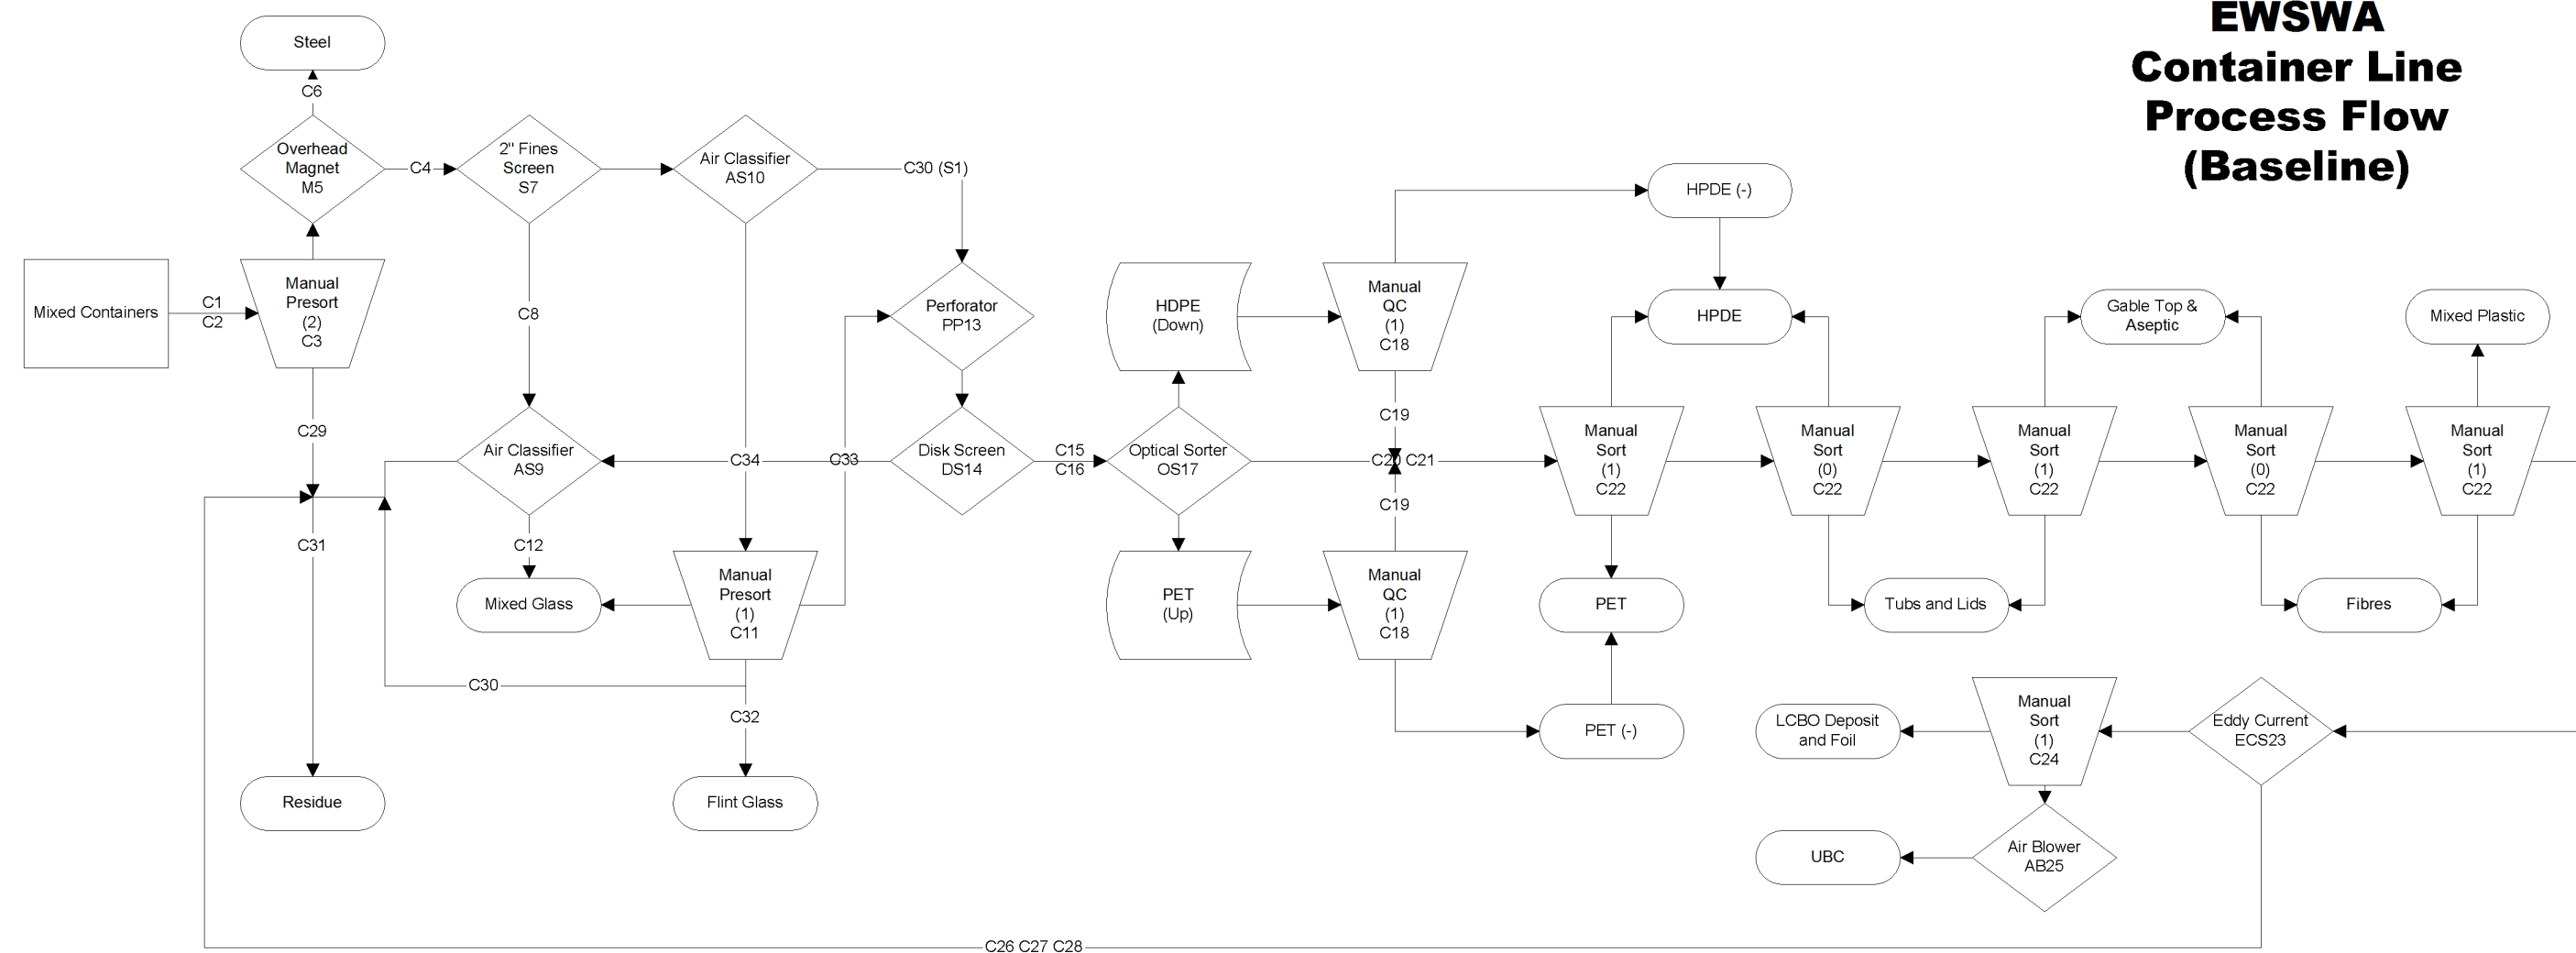 EWSWA
Container Line
Process Flow
(Baseline)
Steel
C6
Overhead
Magnet
M5
C4
2" Fines
Screen
S7
Air Classifier
AS10
C30 (S1)
HPDE (-)
Mixed Containers
C1
C2
Manual
Presort
(2)
C3
C8
Perforator
PP13
HDPE
(Down)
Manual
QC
(1)
C18
HPDE
Gable Top &
Aseptic
Mixed Plastic
C29
Air Classifier
AS9
C34
C33
Disk Screen
DS14
C15
C16
Optical Sorter
OS17
C19
C20 C21
C19
Manual
Sort
(1)
C22
Manual
Sort
(0)
C22
Manual
Sort
(1)
C22
Manual
Sort
(0)
C22
Manual
Sort
(1)
C22
C31
C12
Mixed Glass
Manual
Presort
(1)
C11
PET
(Up)
Manual
QC
(1)
C18
PET
Tubs and Lids
Fibres
C30
C32
PET (-)
LCBO Deposit
and Foil
Manual
Sort
(1)
C24
Eddy Current
ECS23
Residue
Flint Glass
UBC
Air Blower
AB25
C26 C27 C28